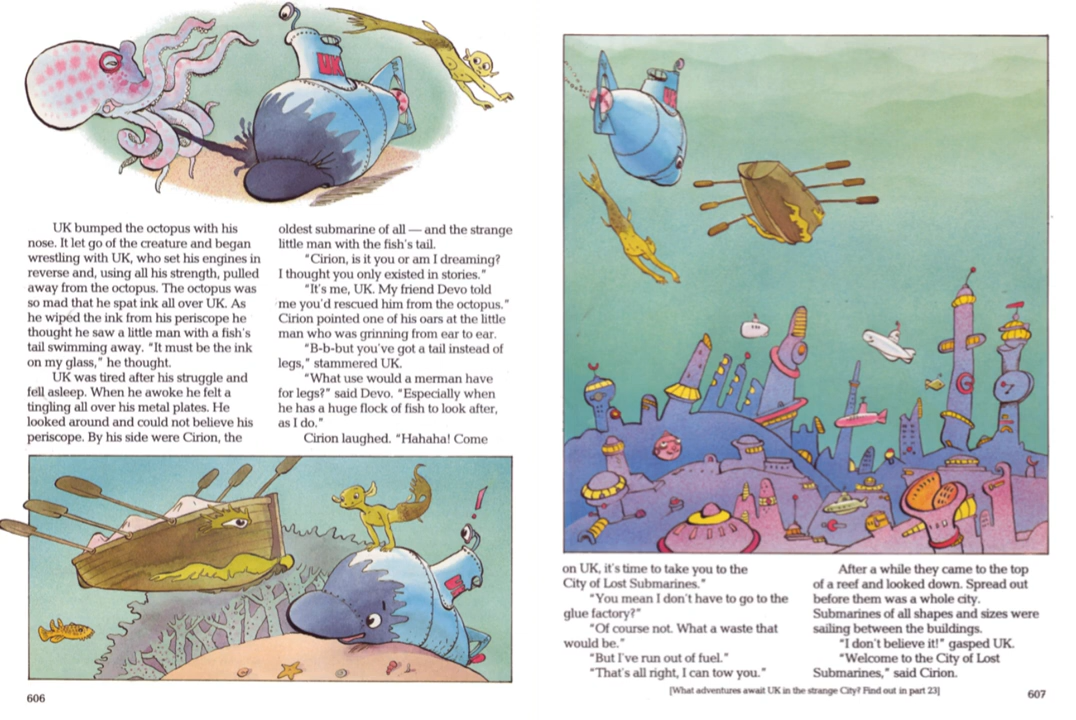 UK
UK bumped the octopus with his
nose. It let go of the creature and began
wrestling with UK, who set his engines in
reverse and, using all his strength, pulled
away from the octopus. The octopus was
so mad that he spat ink all over UK. As
he wiped the ink from his periscope he
thought he saw a little man with a fish's
tail swimming away. "It must be the ink
on my glass," he thought.
UK was tired after his struggle and
fell asleep. When he awoke he felt a
tingling all over his metal plates. He
looked around and could not believe his
periscope. By his side were Cirion, the
oldest submarine of all — and the strange
little man with the fish's tail.
"Cirion, is it you or am I dreaming?
I thought you only existed in stories."
"It's me, UK. My friend Devo told
me you'd rescued him from the octopus."
Cirion pointed one of his oars at the little
man who was grinning from ear to ear.
"B-b-but you've got a tail instead of
legs," stammered UK.
"What use would a merman have
for legs?" said Devo. "Especially when
he has a huge flock of fish to look after,
as I do."
Cirion laughed. "Hahaha! Come
!
606
on UK, it's time to take you to the
City of Lost Submarines."
"You mean I don't have to go to the
glue factory?"
"Of course not. What a waste that
would be."
"But I've run out of fuel."
"That's all right, I can tow you."
After a while they came to the top
of a reef and looked down. Spread out
before them was a whole city.
Submarines of all shapes and sizes were
sailing between the buildings.
"I don't believe it!" gasped UK.
"Welcome to the City of Lost
Submarines," said Cirion.
[What adventures await UK in the strange City? Find out in part 23]
607